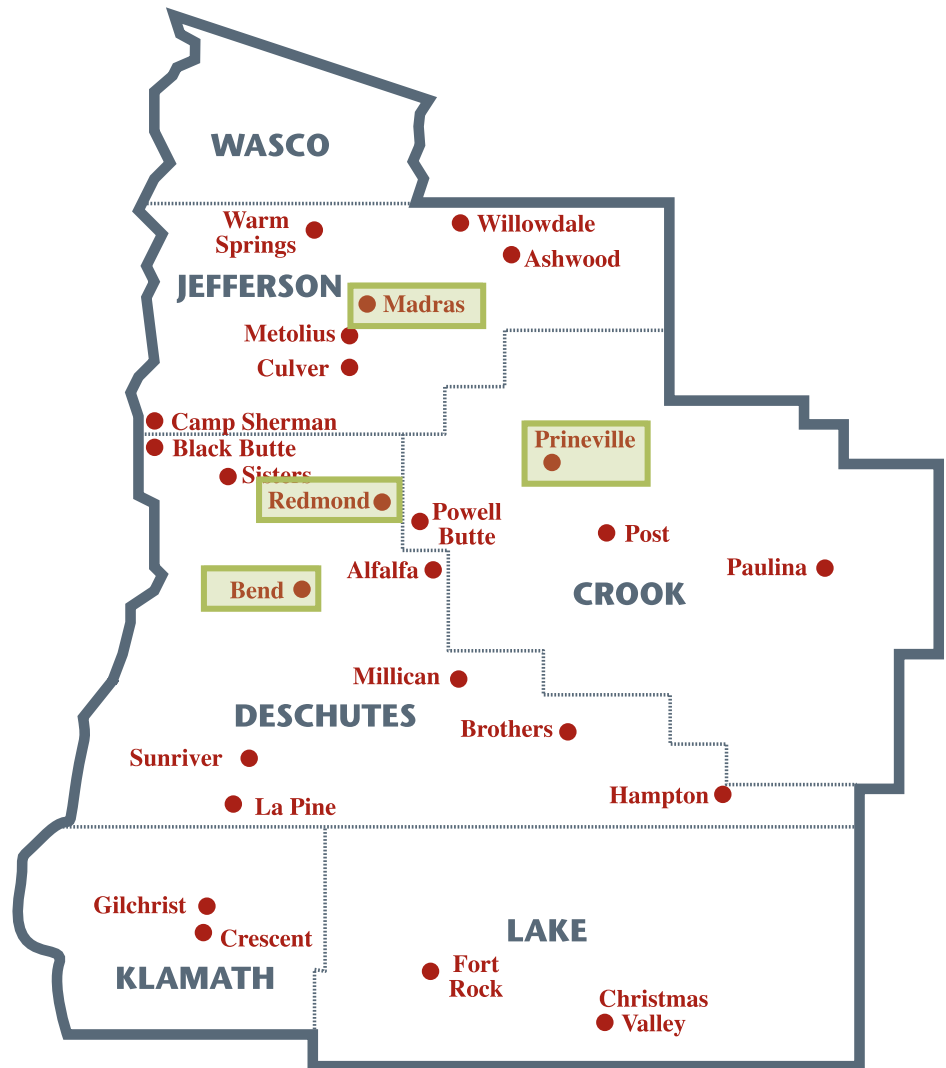 WASCO
Warm
Springs
Willowdale
Ashwood
JEFFERSON
Madras
Metolius
Culver
Camp Sherman
Black Butte
Sisters
Prineville
Redmond
Powell
Butte
Post
Alfalfa
Paulina
Bend
CROOK
Millican
DESCHUTES
Brothers
Sunriver
La Pine
Hampton
Gilchrist
Crescent
LAKE
KLAMATH
Fort
Rock
Christmas
Valley